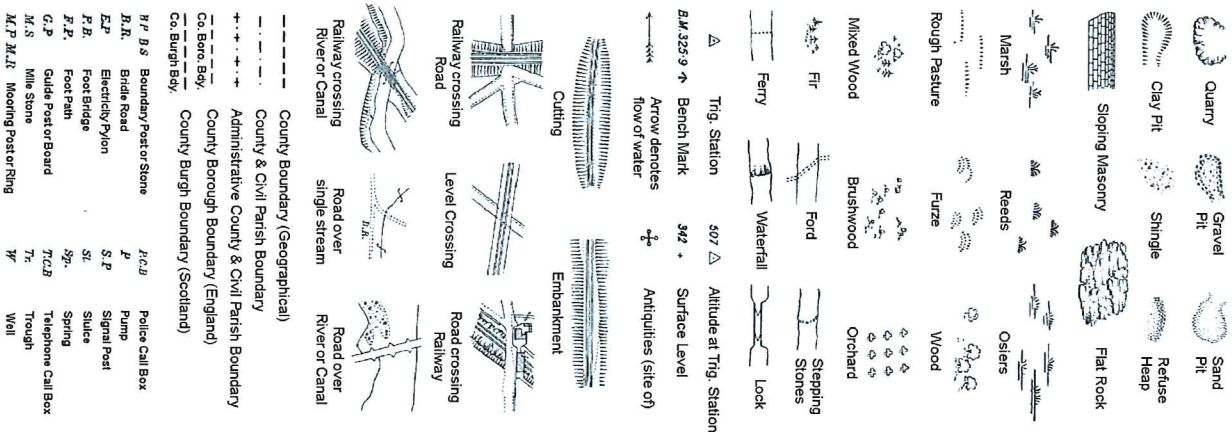 Quarry Gravel Pit Sand Pit
Clay Pit Shingle Refuse Heap
Sloping Masonry Flat Rock
Marsh Reeds Osiers
Rough Pasture Furze Wood
Mixed Wood Brushwood Orchard
Fir Ford Stepping Stones
Ferry Waterfall Lock
Trig. Station 507 Altitude at Trig. Station
B.M. 325·9 Bench Mark 342 + Surface Level
Arrow denotes flow of water Antiquities (site of)
Cutting Embankment
Railway crossing Road Level Crossing Road crossing Railway
Railway crossing River or Canal B.R. Road over single stream Road over River or Canal
County Boundary (Geographical)
County & Civil Parish Boundary
Administrative County & Civil Parish Boundary
Co. Boro. Bdy. County Borough Boundary (England)
Co. Burgh Bdy. County Burgh Boundary (Scotland)
B P B S Boundary Post or Stone P.C.B Police Call Box
B.R. Bridle Road P Pump
E.P Electricity Pylon S.P Signal Post
F.B. Foot Bridge Sl. Sluice
F.P. Foot Path Sp. Spring
G.P Guide Post or Board T.C.B Telephone Call Box
M.S Mile Stone Tr. Trough
M.P M.R Mooring Post or Ring W Well